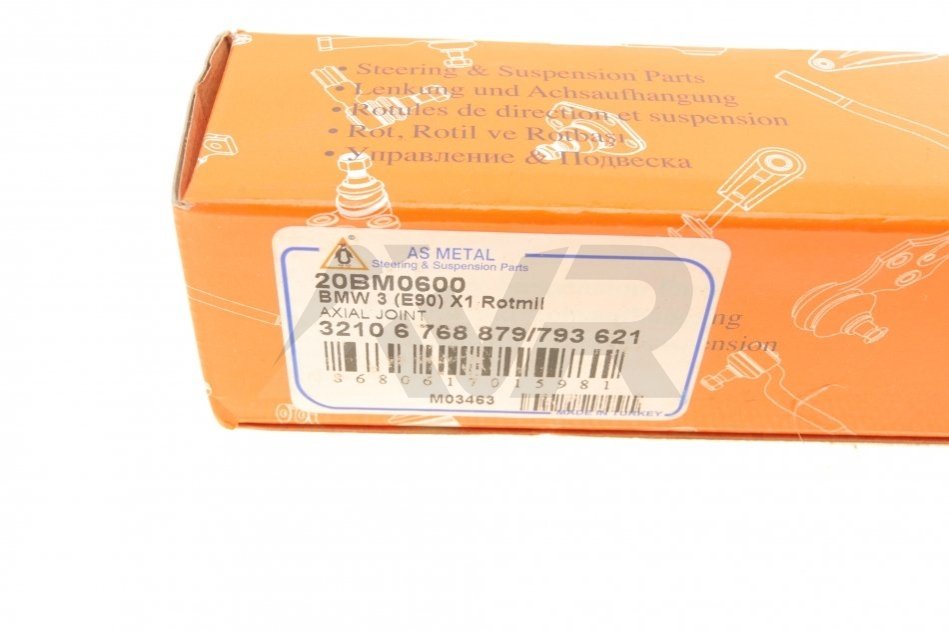 • Steering & Suspension Parts
• Lenkung und Achsaufhangung
• Rotules de direction et suspension
• Rot, Rotil ve Rotbaşı
• Управление & Подвеска
AS METAL
Steering & Suspension Parts
20BM0600
BMW 3 (E90) X1 Rotmil
AXIAL JOINT
3210 6 768 879/793 621
8680617015981
M03463
MADE IN TURKEY
AMR